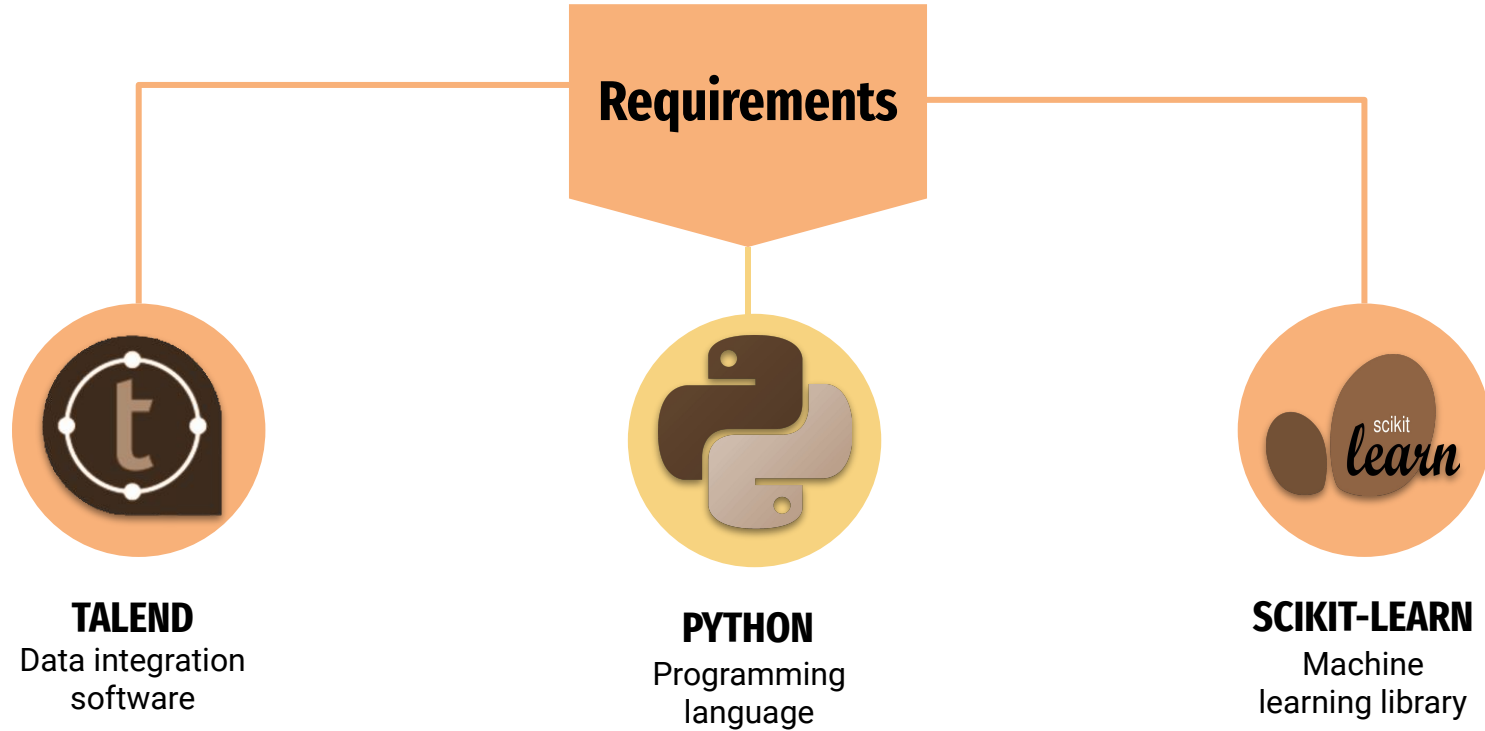 Requirements
t
scikit
learn
TALEND
Data integration
software
PYTHON
Programming
language
SCIKIT-LEARN
Machine
learning library